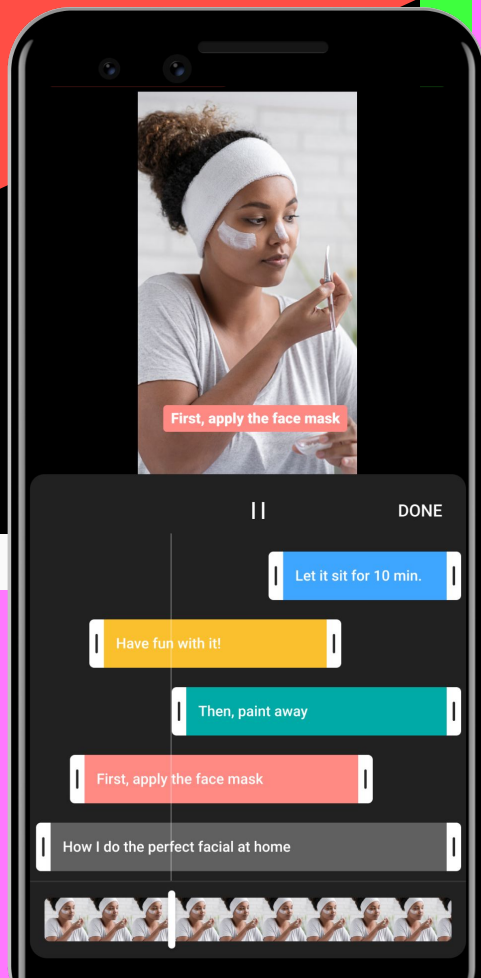 First, apply the face mask
DONE
Let it sit for 10 min.
Have fun with it!
Then, paint away
First, apply the face mask
How I do the perfect facial at home